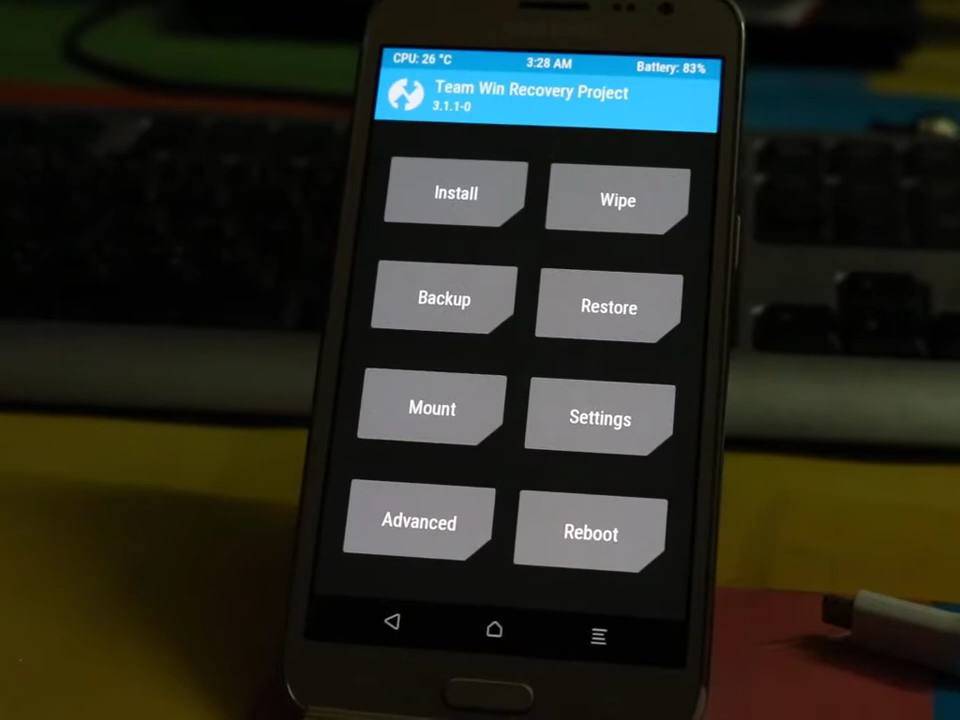 CPU: 26 °C 3:28 AM Battery: 83%
Team Win Recovery Project
3.1.1-0
Install Wipe
Backup Restore
Mount Settings
Advanced Reboot